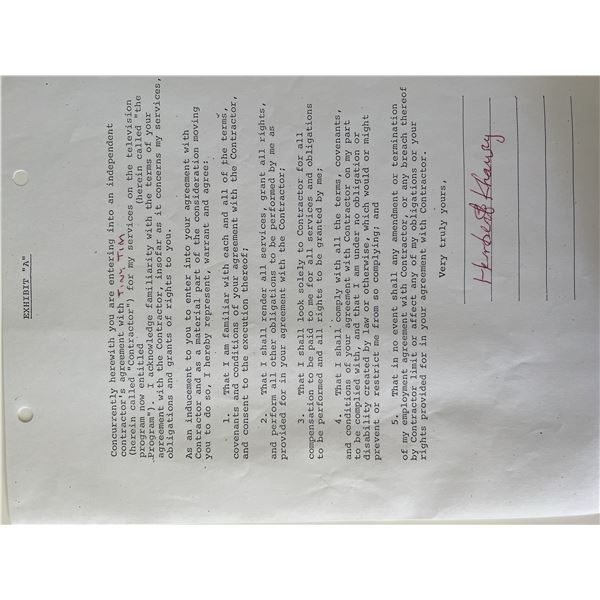 EXHIBIT "A"
Concurrently herewith you are entering into an independent
contractor's agreement with TINY TIM
(herein called "Contractor") for my services on the television
program now entitled (herein called "the
Program"). I acknowledge familiarity with the terms of your
agreement with the Contractor, insofar as it concerns my services,
obligations and grants of rights to you.
As an inducement to you to enter into your agreement with
Contractor and as a material part of the consideration moving
you to do so, I hereby represent, warrant and agree:
1. That I am familiar with each and all of the terms,
covenants and conditions of your agreement with the Contractor,
and consent to the execution thereof;
2. That I shall render all services, grant all rights,
and perform all other obligations to be performed by me as
provided for in your agreement with the Contractor;
3. That I shall look solely to Contractor for all
compensation to be paid to me for all services and obligations
to be performed and all rights to be granted by me;
4. That I shall comply with all the terms, covenants,
and conditions of your agreement with Contractor on my part
to be complied with, and that I am under no obligation or
disability created by law or otherwise, which would or might
prevent or restrict me from so complying; and
5. That in no event shall any amendment or termination
of my employment agreement with Contractor, or any breach thereof
by Contractor limit or affect any of my obligations or your
rights provided for in your agreement with Contractor.
Very truly yours,
Herbert Khaury